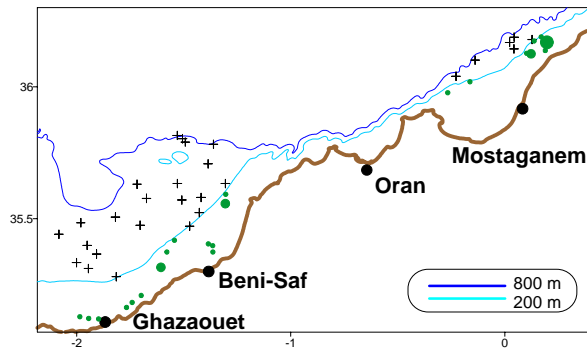 36
Mostaganem
Oran
35.5
Beni-Saf
800 m
200 m
Ghazaouet
-2
-1
0